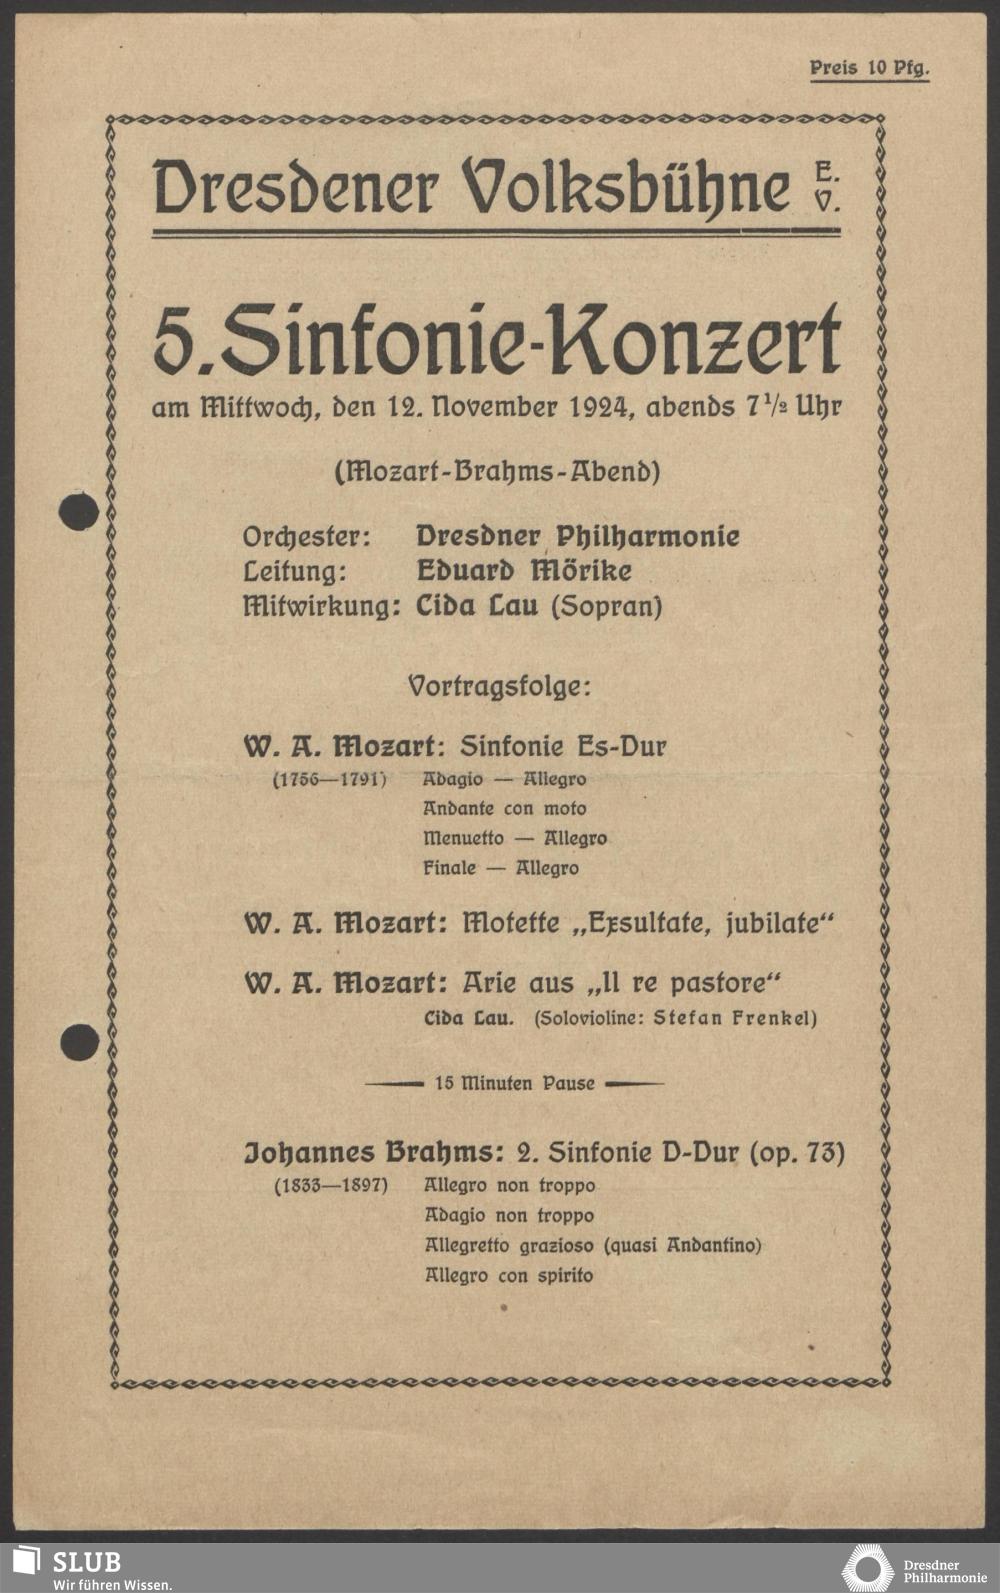 Preis 10 Pfg.
Dresdener Volksbühne E. V.
5. Sinfonie-Konzert
am Mittwoch, den 12. November 1924, abends 7 1/2 Uhr
(Mozart-Brahms-Abend)
Orchester: Dresdner Philharmonie
Leitung: Eduard Mörike
Mitwirkung: Cida Lau (Sopran)
Vortragsfolge:
W. A. Mozart: Sinfonie Es-Dur
(1756—1791) Adagio — Allegro
Andante con moto
Menuetto — Allegro
Finale — Allegro
W. A. Mozart: Motette „Exsultate, jubilate“
W. A. Mozart: Arie aus „Il re pastore“
Cida Lau. (Solovioline: Stefan Frenkel)
15 Minuten Pause
Johannes Brahms: 2. Sinfonie D-Dur (op. 73)
(1833—1897) Allegro non troppo
Adagio non troppo
Allegretto grazioso (quasi Andantino)
Allegro con spirito
SLUB
Wir führen Wissen.
Dresdner
Philharmonie